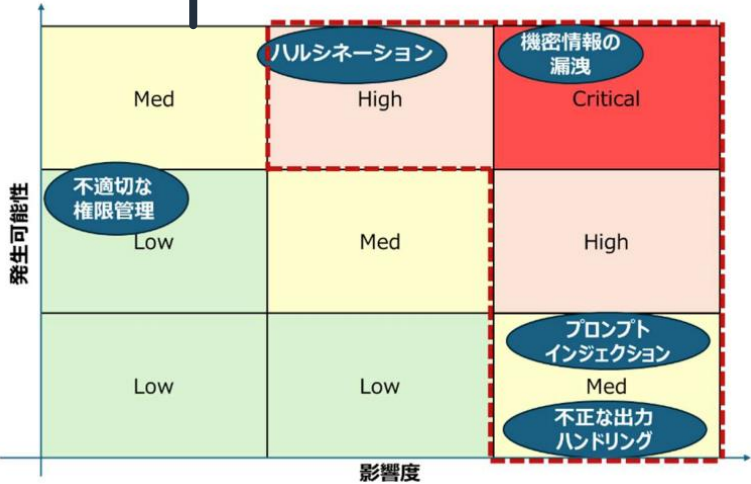 ハルシネーション
機密情報の
漏洩
Med
High
Critical
不適切な
権限管理
Low
Med
High
発生可能性
プロンプト
インジェクション
Low
Low
Med
不正な出力
ハンドリング
影響度